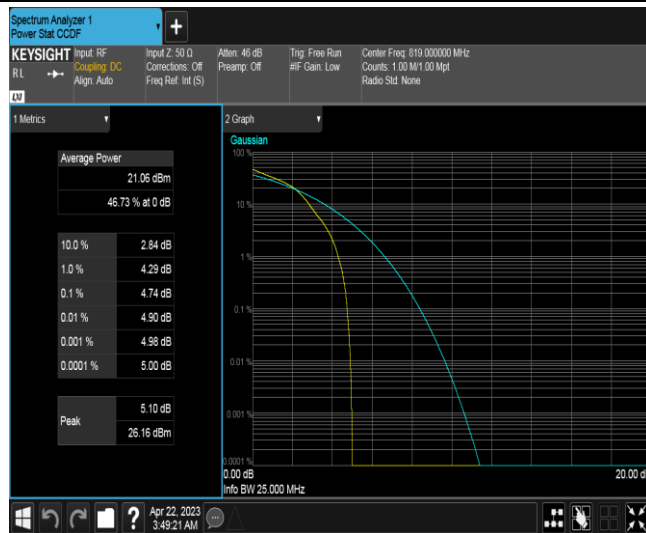 Spectrum Analyzer 1
Power Stat CCDF
+
KEYSIGHT
RL
Input: RF
Coupling: DC
Align: Auto
Input Z: 50 Ω
Corrections: Off
Freq Ref: Int (S)
Atten: 46 dB
Preamp: Off
Trig: Free Run
#IF Gain: Low
Center Freq: 819.000000 MHz
Counts: 1.00 M/1.00 Mpt
Radio Std: None
1 Metrics
Average Power
21.06 dBm
46.73 % at 0 dB
10.0 % 2.84 dB
1.0 % 4.29 dB
0.1 % 4.74 dB
0.01 % 4.90 dB
0.001 % 4.98 dB
0.0001 % 5.00 dB
Peak
5.10 dB
26.16 dBm
2 Graph
Gaussian
100 %
10 %
1 %
0.1 %
0.01 %
0.001 %
0.0001 %
0.00 dB
20.00 d
Info BW 25.000 MHz
?
Apr 22, 2023
3:49:21 AM